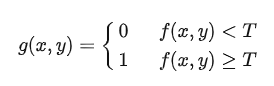 g(x, y) = { 0 f(x, y) < T
1 f(x, y) ≥ T